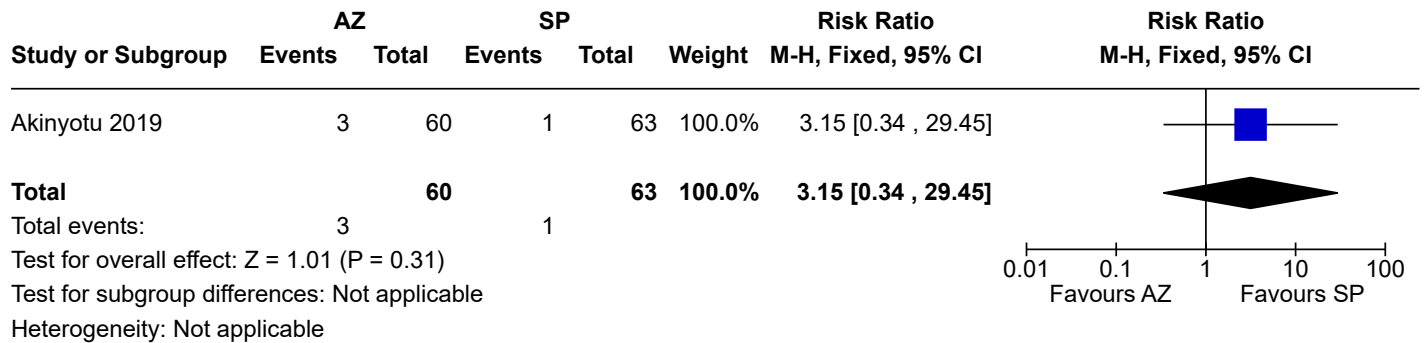 AZ SP Risk Ratio Risk Ratio
Study or Subgroup Events Total Events Total Weight M-H, Fixed, 95% CI M-H, Fixed, 95% CI
Akinyotu 2019 3 60 1 63 100.0% 3.15 [0.34 , 29.45]
Total 60 63 100.0% 3.15 [0.34 , 29.45]
Total events: 3 1
Test for overall effect: Z = 1.01 (P = 0.31)
0.01 0.1 1 10 100
Test for subgroup differences: Not applicable
Favours AZ Favours SP
Heterogeneity: Not applicable